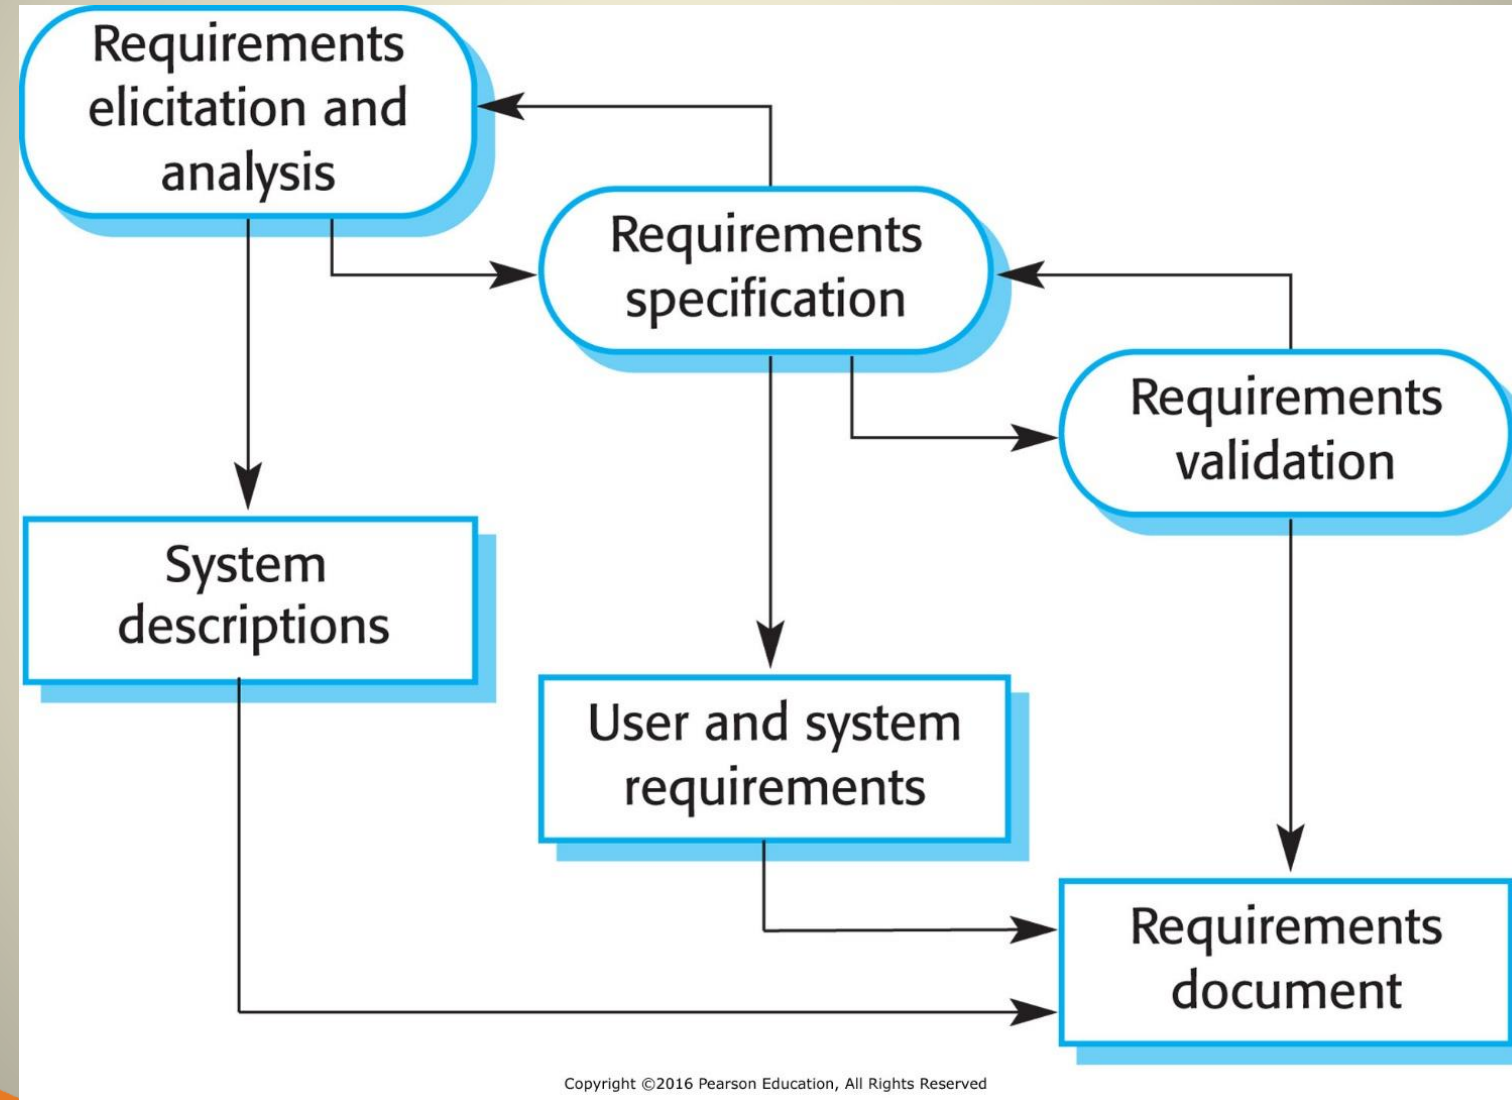 Requirements
elicitation and
analysis
Requirements
specification
Requirements
validation
System
descriptions
User and system
requirements
Requirements
document
Copyright ©2016 Pearson Education, All Rights Reserved